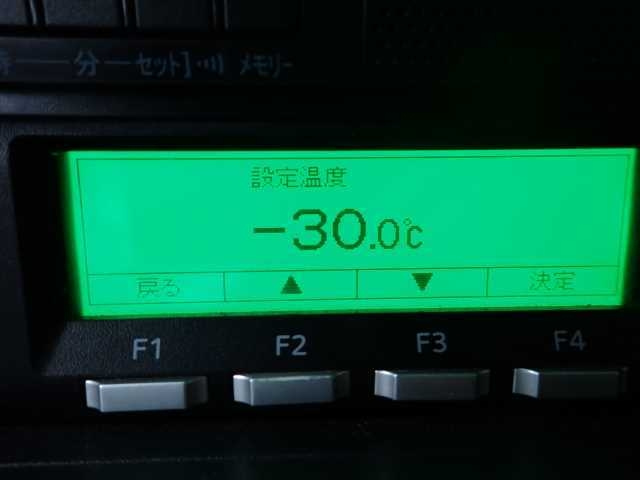 分 セット メモリー
設定温度
-30.0℃
戻る ▲ ▼ 決定
F1 F2 F3 F4